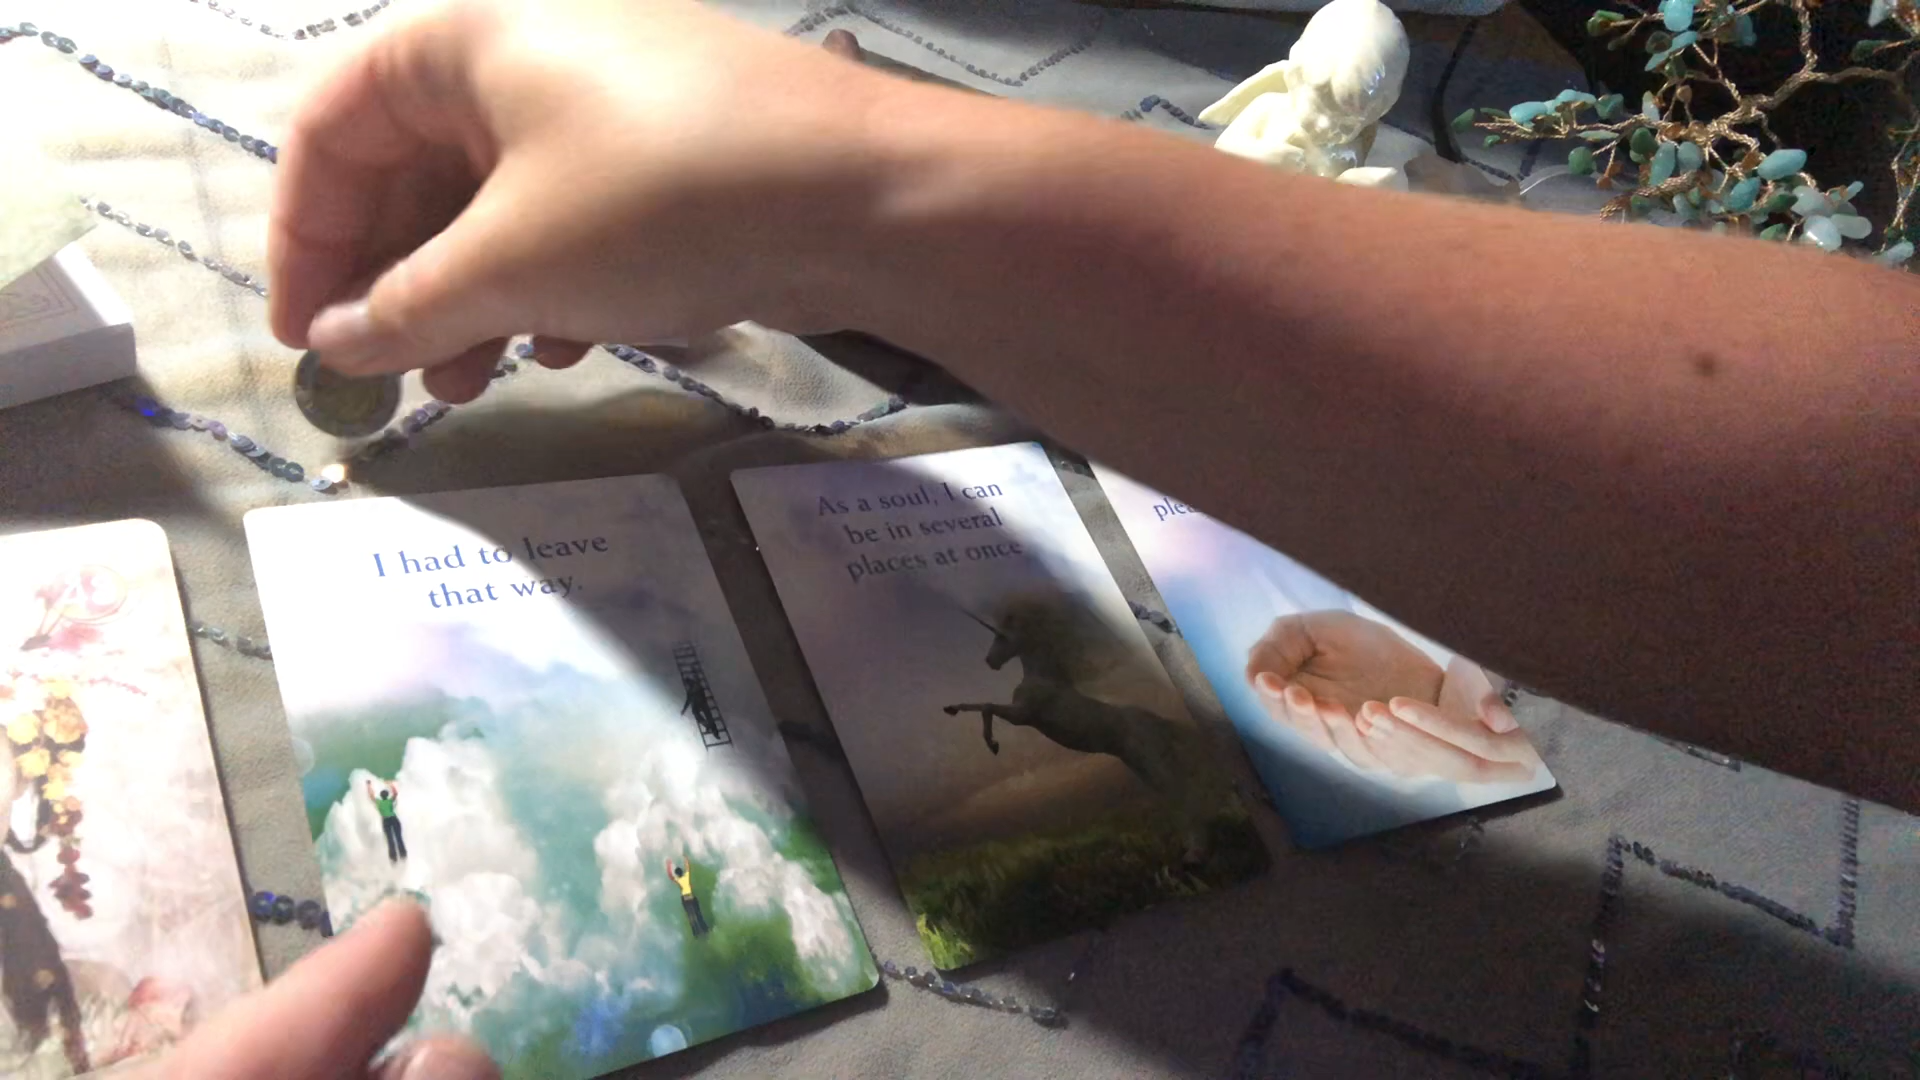 I had to leave
that way.
As a soul, I can
be in several
places at once